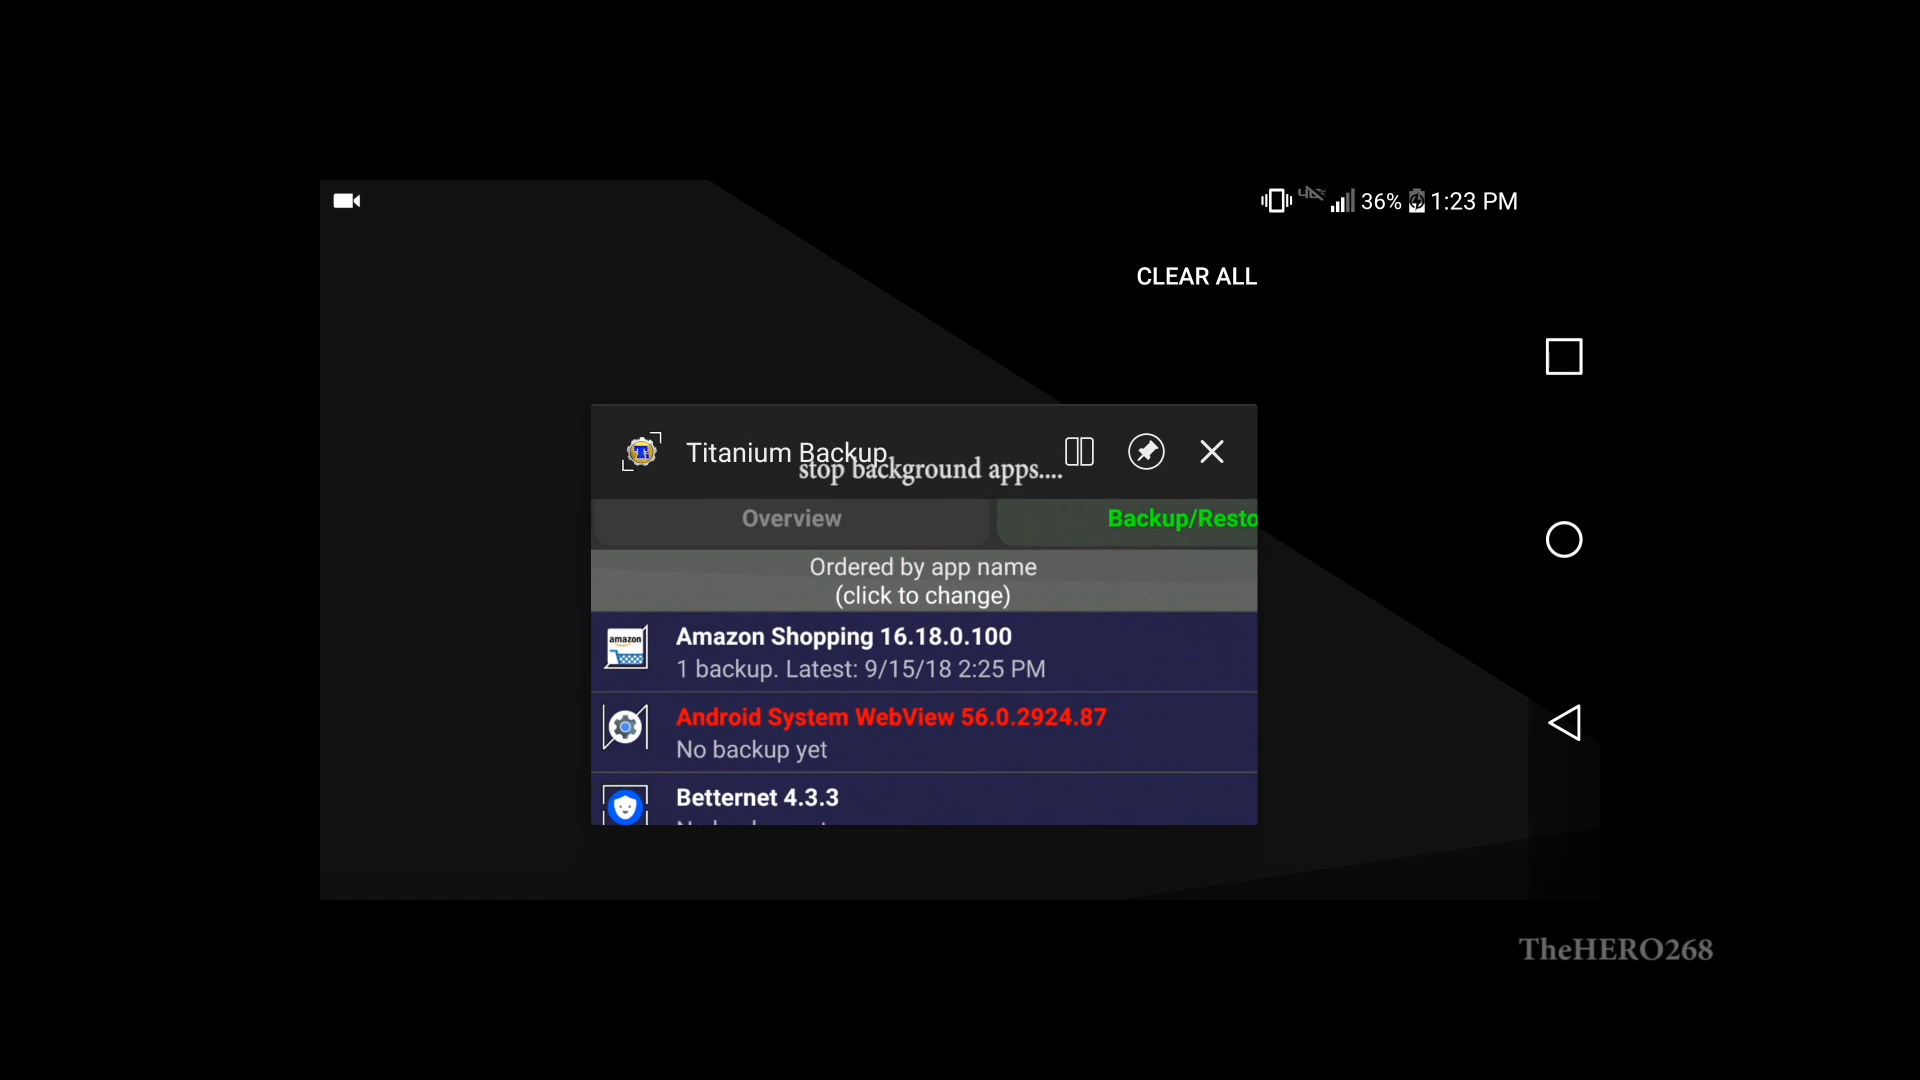 36% 1:23 PM
CLEAR ALL
Titanium Backup
stop background apps....
Overview
Backup/Resto
Ordered by app name
(click to change)
amazon
Amazon Shopping 16.18.0.100
1 backup. Latest: 9/15/18 2:25 PM
Android System WebView 56.0.2924.87
No backup yet
Betternet 4.3.3
TheHERO268